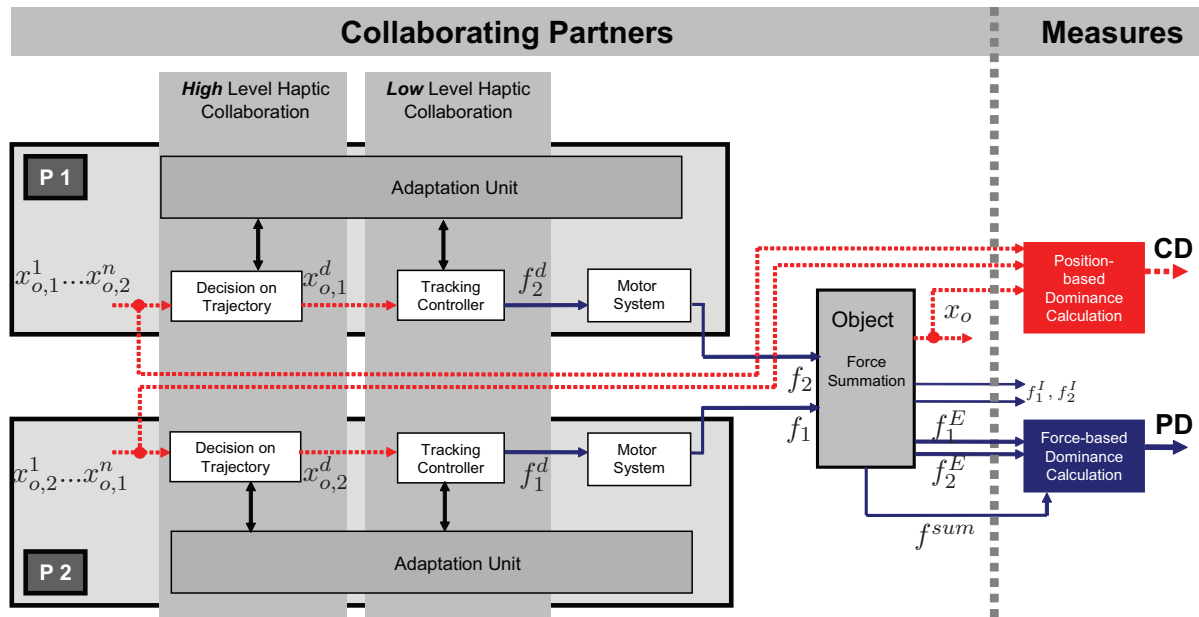 Collaborating Partners
Measures
High Level Haptic
Collaboration
Low Level Haptic
Collaboration
P 1
Adaptation Unit
x_{o,1}^1...x_{o,2}^n
Decision on
Trajectory
x_{o,1}^d
Tracking
Controller
f_2^d
Motor
System
Object
Force
Summation
x_o
Position-
based
Dominance
Calculation
CD
f_2
f_1
f_1^I, f_2^I
f_1^E
f_2^E
Force-based
Dominance
Calculation
PD
f^{sum}
x_{o,2}^1...x_{o,1}^n
Decision on
Trajectory
x_{o,2}^d
Tracking
Controller
f_1^d
Motor
System
Adaptation Unit
P 2